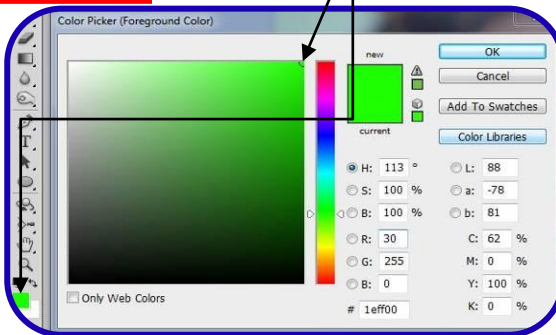 Color Picker (Foreground Color)
new
current
OK
Cancel
Add To Swatches
Color Libraries
H: 113 °
S: 100 %
B: 100 %
R: 30
G: 255
B: 0
# 1eff00
L: 88
a: -78
b: 81
C: 62 %
M: 0 %
Y: 100 %
K: 0 %
Only Web Colors